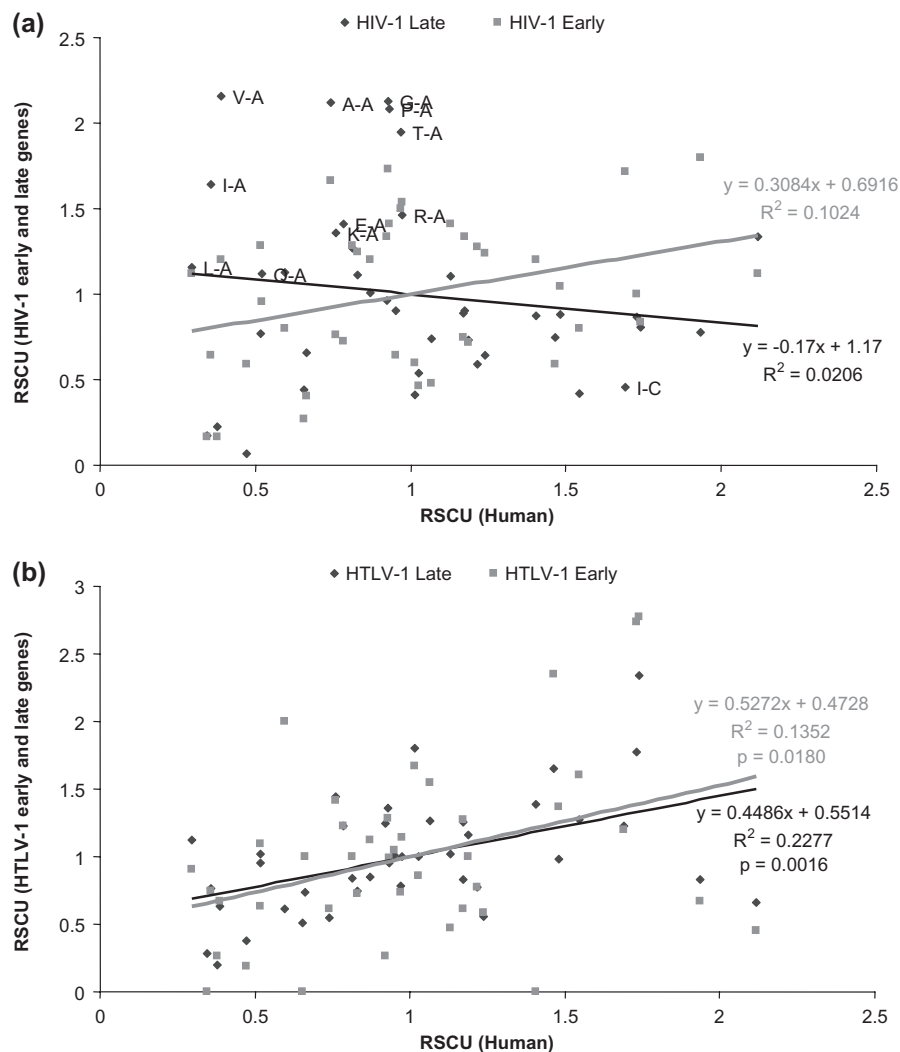 (a)
HIV-1 Late HIV-1 Early
RSCU (HIV-1 early and late genes)
2.5
2
1.5
1
0.5
0
V-A
A-A
G-A
P-A
T-A
I-A
R-A
E-A
K-A
L-A
Q-A
I-C
y = 0.3084x + 0.6916
R² = 0.1024
y = -0.17x + 1.17
R² = 0.0206
0 0.5 1 1.5 2 2.5
RSCU (Human)
(b)
HTLV-1 Late HTLV-1 Early
RSCU (HTLV-1 early and late genes)
3
2.5
2
1.5
1
0.5
0
y = 0.5272x + 0.4728
R² = 0.1352
p = 0.0180
y = 0.4486x + 0.5514
R² = 0.2277
p = 0.0016
0 0.5 1 1.5 2 2.5
RSCU (Human)